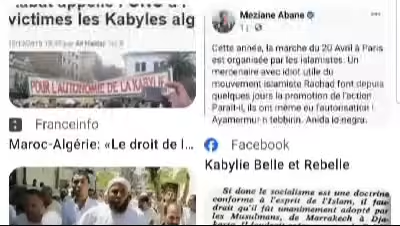 victimes les Kabyles alg
POUR L'AUTONOMIE DE LA KABYLIE
Franceinfo
Maroc-Algérie: «Le droit de l...
Meziane Abane
Cette année, la marche du 20 Avril à Paris
est organisée par les islamistes. Un
mercenaire avec idiot utile du
mouvement islamiste Rachad font depuis
quelques jours la promotion de l'action
Parait-il, ils ont même eu l'autorisation !
Facebook
Kabylie Belle et Rebelle
Si donc le socialisme est une doctrine
conforme à l'esprit de l'Islam, il fau-
drait qu'il fût unanimement adopté par
les Musulmans, de Marrakech à Dja-